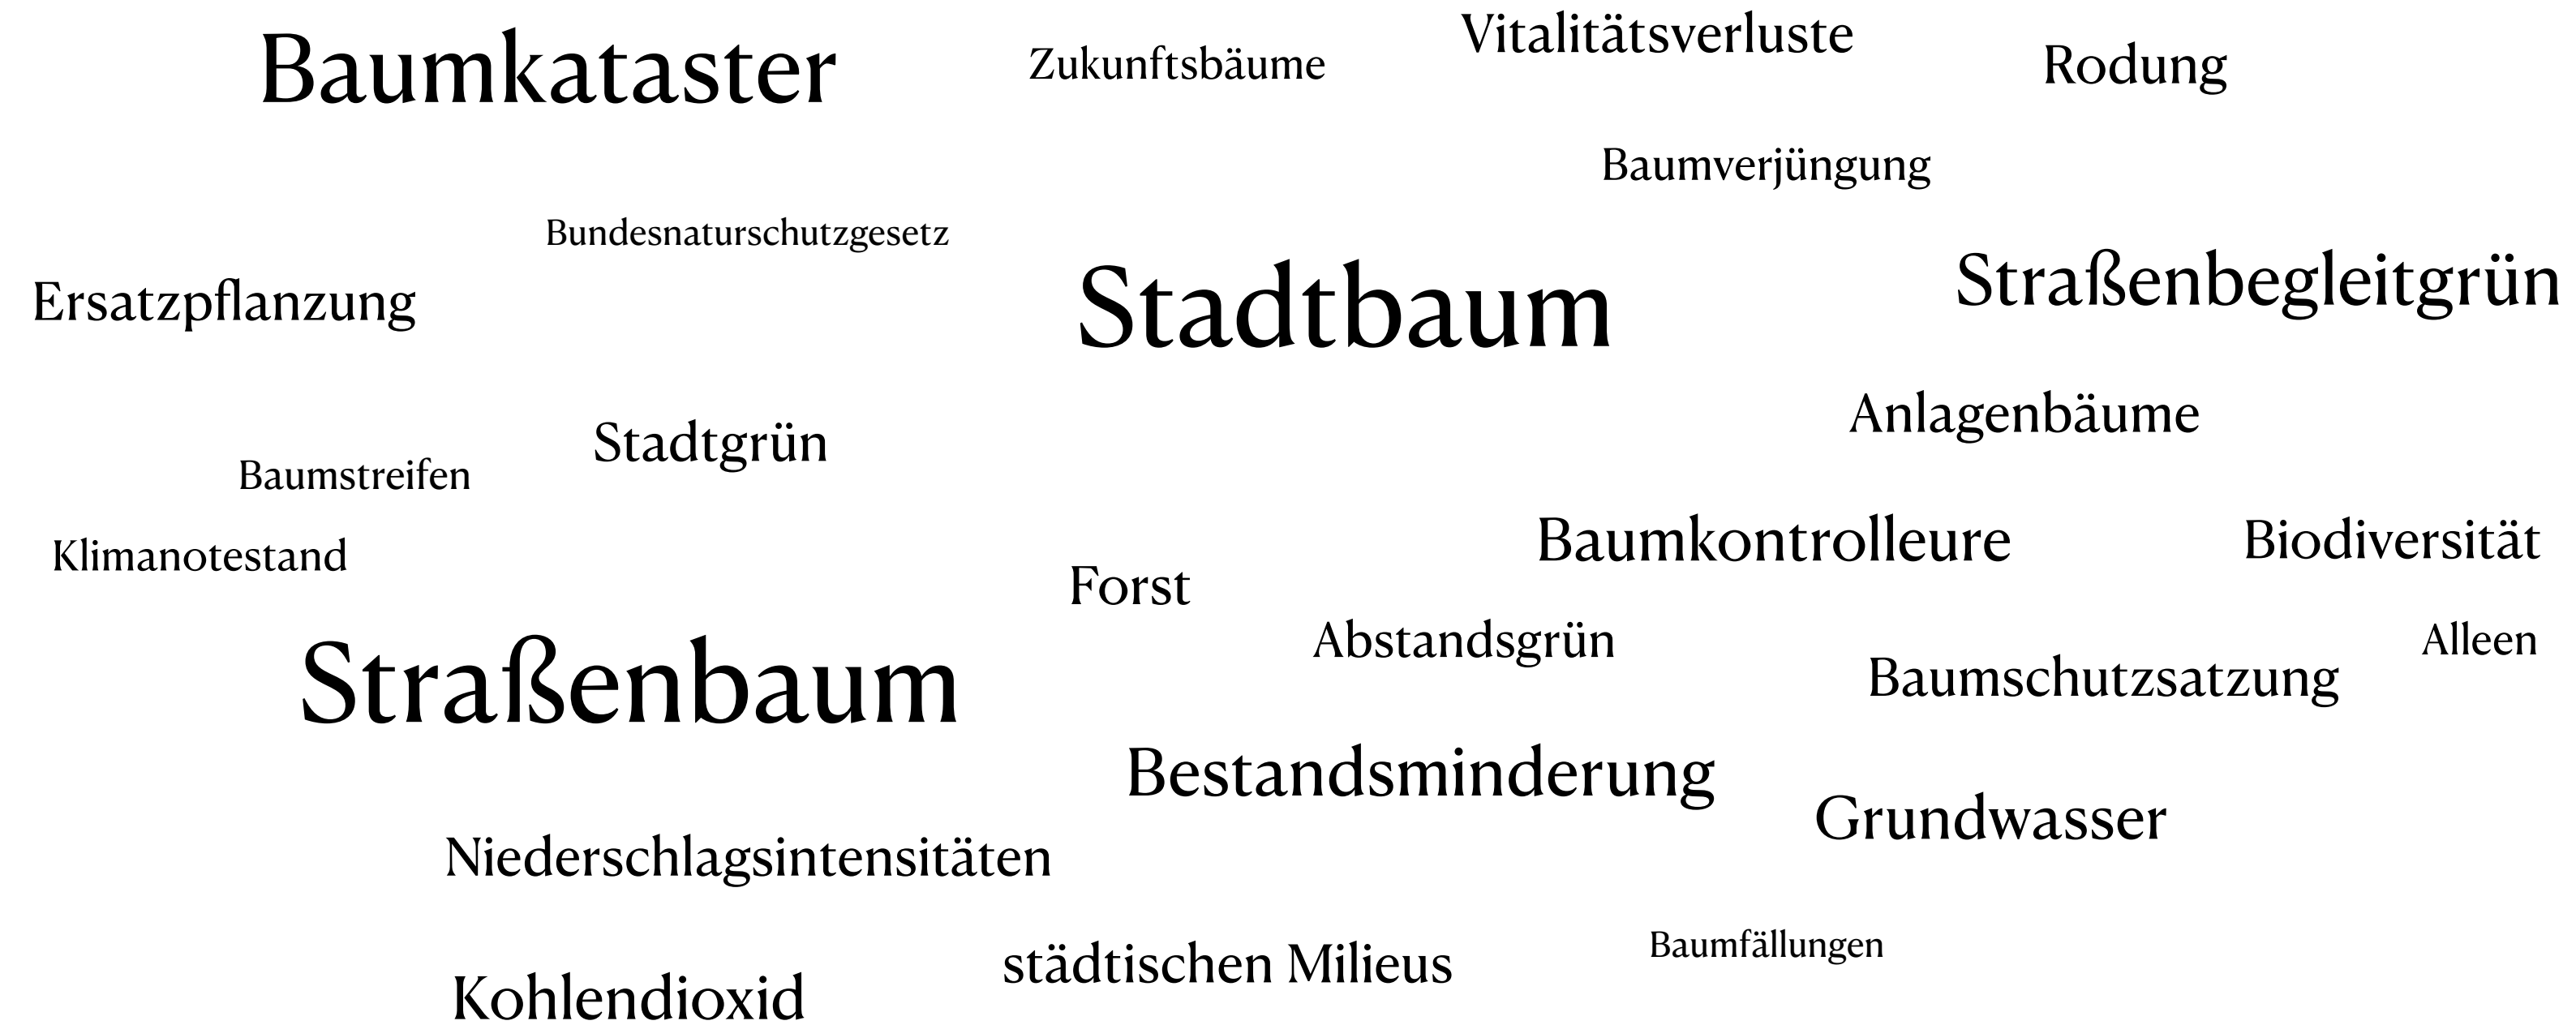 Vitalitätsverluste
Baumkataster
Zukunftsbäume
Rodung
Baumverjüngung
Bundesnaturschutzgesetz
Straßenbegleitgrün
Ersatzpflanzung
Stadtbaum
Anlagenbäume
Stadtgrün
Baumstreifen
Baumkontrolleure
Biodiversität
Klimanotestand
Forst
Abstandsgrün
Alleen
Straßenbaum
Baumschutzsatzung
Bestandsminderung
Grundwasser
Niederschlagsintensitäten
Baumfällungen
städtischen Milieus
Kohlendioxid